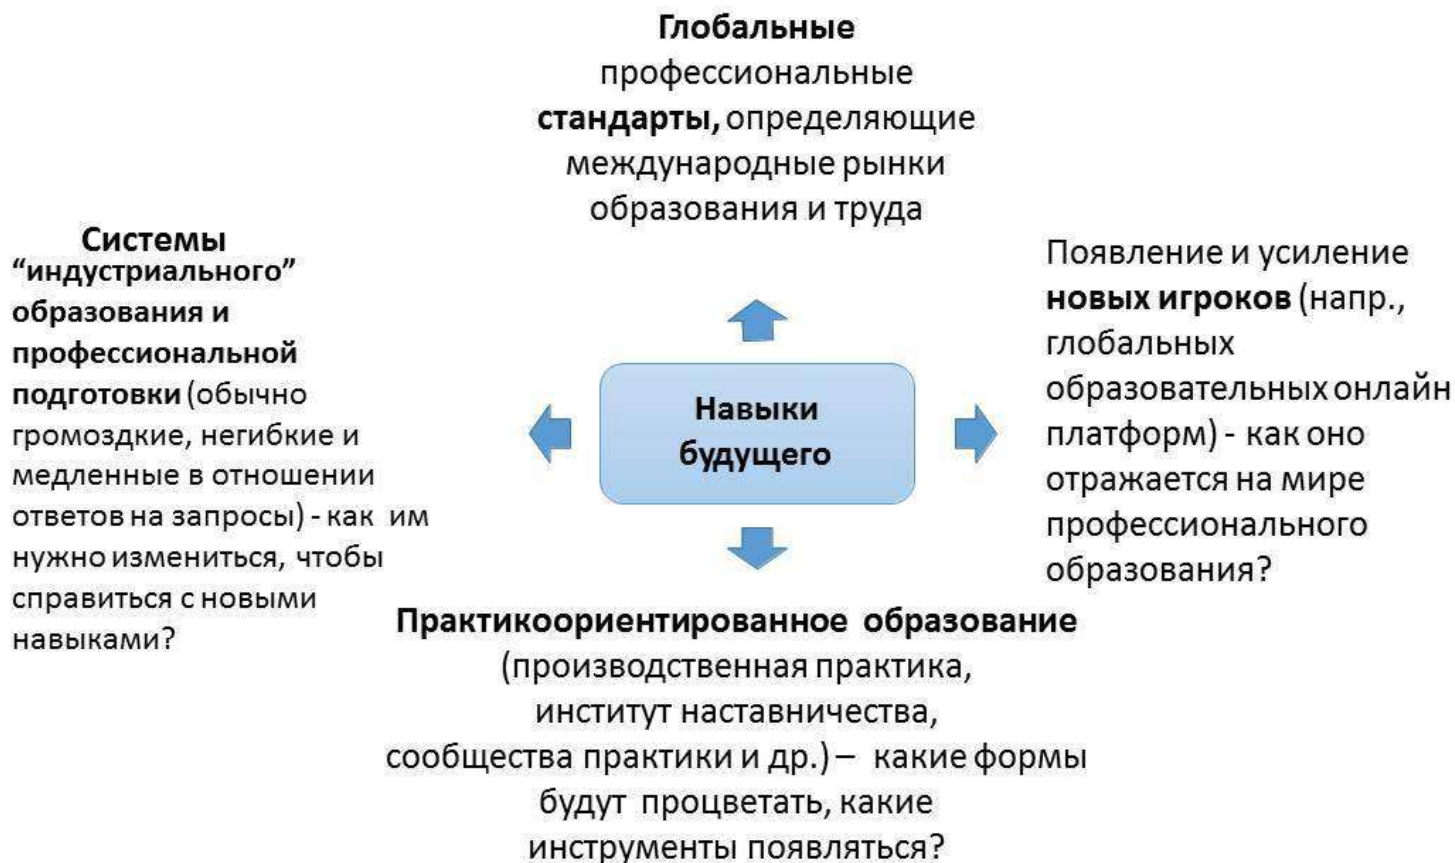 Глобальные
профессиональные
стандарты, определяющие
международные рынки
образования и труда
Системы
“индустриального”
образования и
профессиональной
подготовки (обычно
громоздкие, негибкие и
медленные в отношении
ответов на запросы) - как им
нужно измениться, чтобы
справиться с новыми
навыками?
Навыки
будущего
Появление и усиление
новых игроков (напр.,
глобальных
образовательных онлайн
платформ) - как оно
отражается на мире
профессионального
образования?
Практикоориентированное образование
(производственная практика,
институт наставничества,
сообщества практики и др.) – какие формы
будут процветать, какие
инструменты появляться?